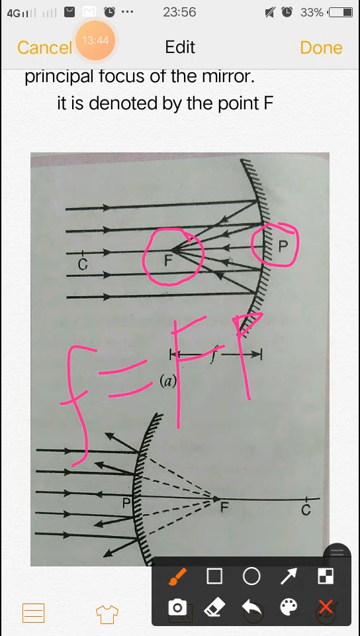 4G 23:56 33%
Cancel 13:44 Edit Done
principal focus of the mirror.
it is denoted by the point F
C F P
f
f = FP
(a)
P F C